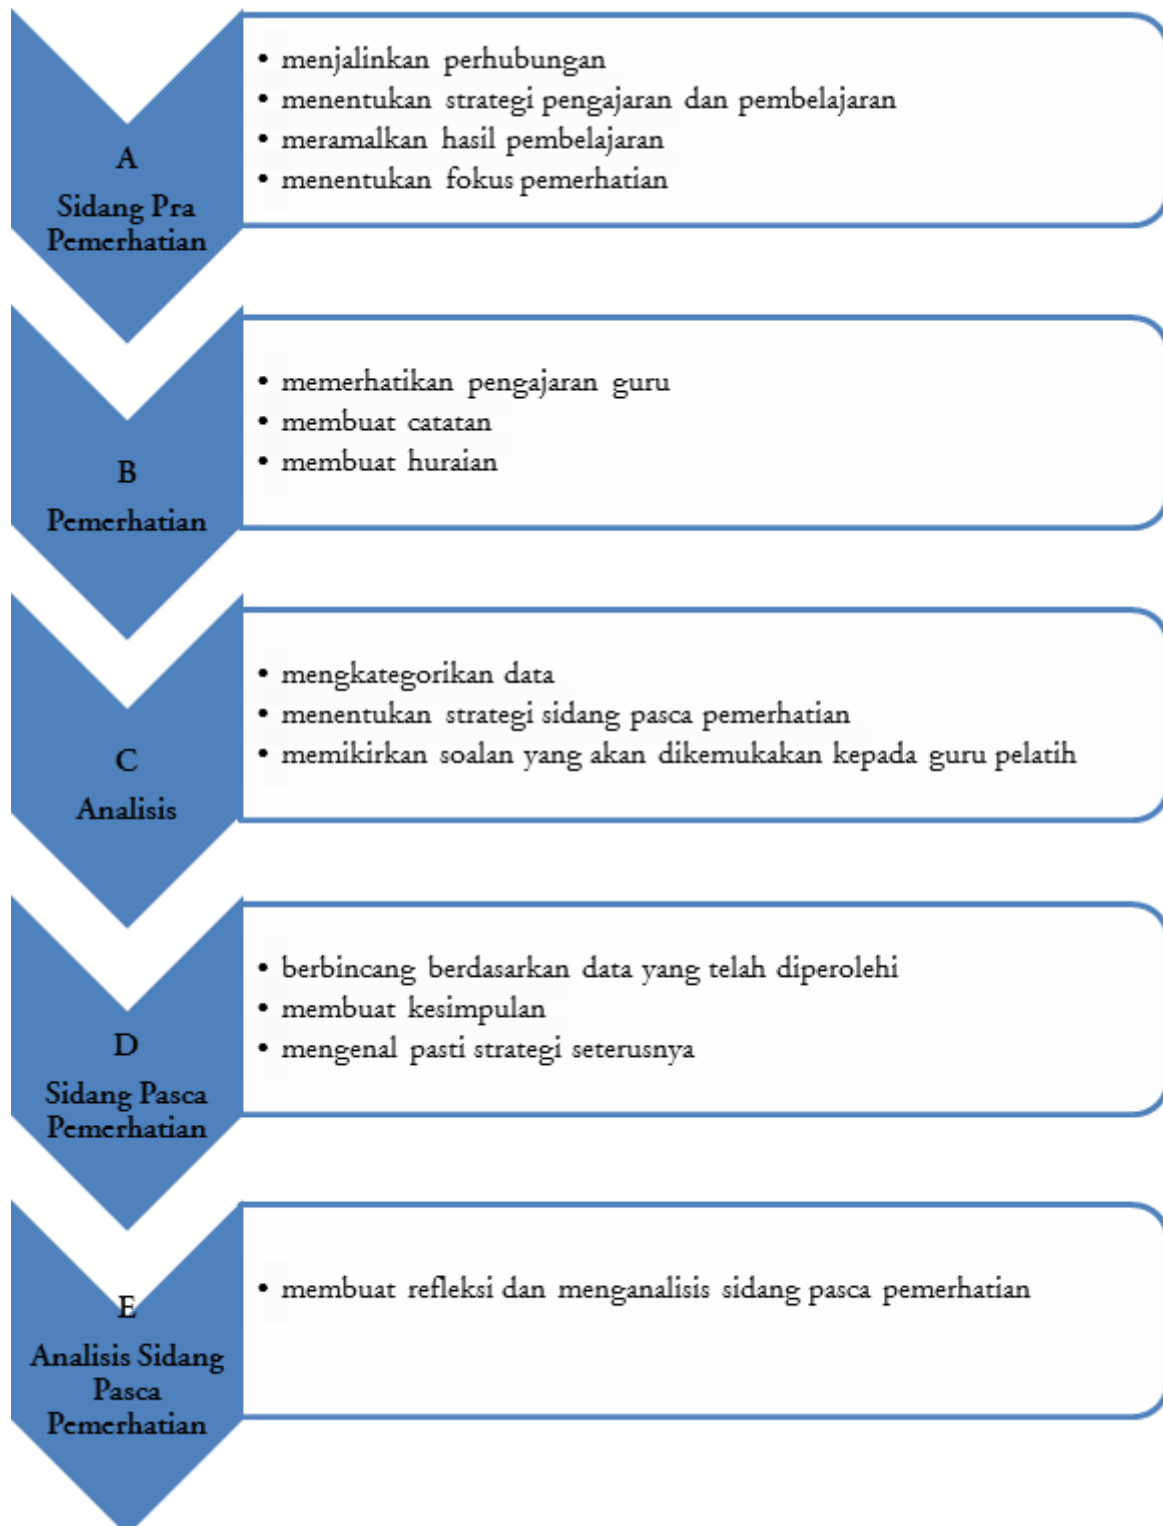 A
Sidang Pra
Pemerhatian
• menjalinkan perhubungan
• menentukan strategi pengajaran dan pembelajaran
• meramalkan hasil pembelajaran
• menentukan fokus pemerhatian
B
Pemerhatian
• memerhatikan pengajaran guru
• membuat catatan
• membuat huraian
C
Analisis
• mengkategorikan data
• menentukan strategi sidang pasca pemerhatian
• memikirkan soalan yang akan dikemukakan kepada guru pelatih
D
Sidang Pasca
Pemerhatian
• berbincang berdasarkan data yang telah diperolehi
• membuat kesimpulan
• mengenal pasti strategi seterusnya
E
Analisis Sidang
Pasca
Pemerhatian
• membuat refleksi dan menganalisis sidang pasca pemerhatian